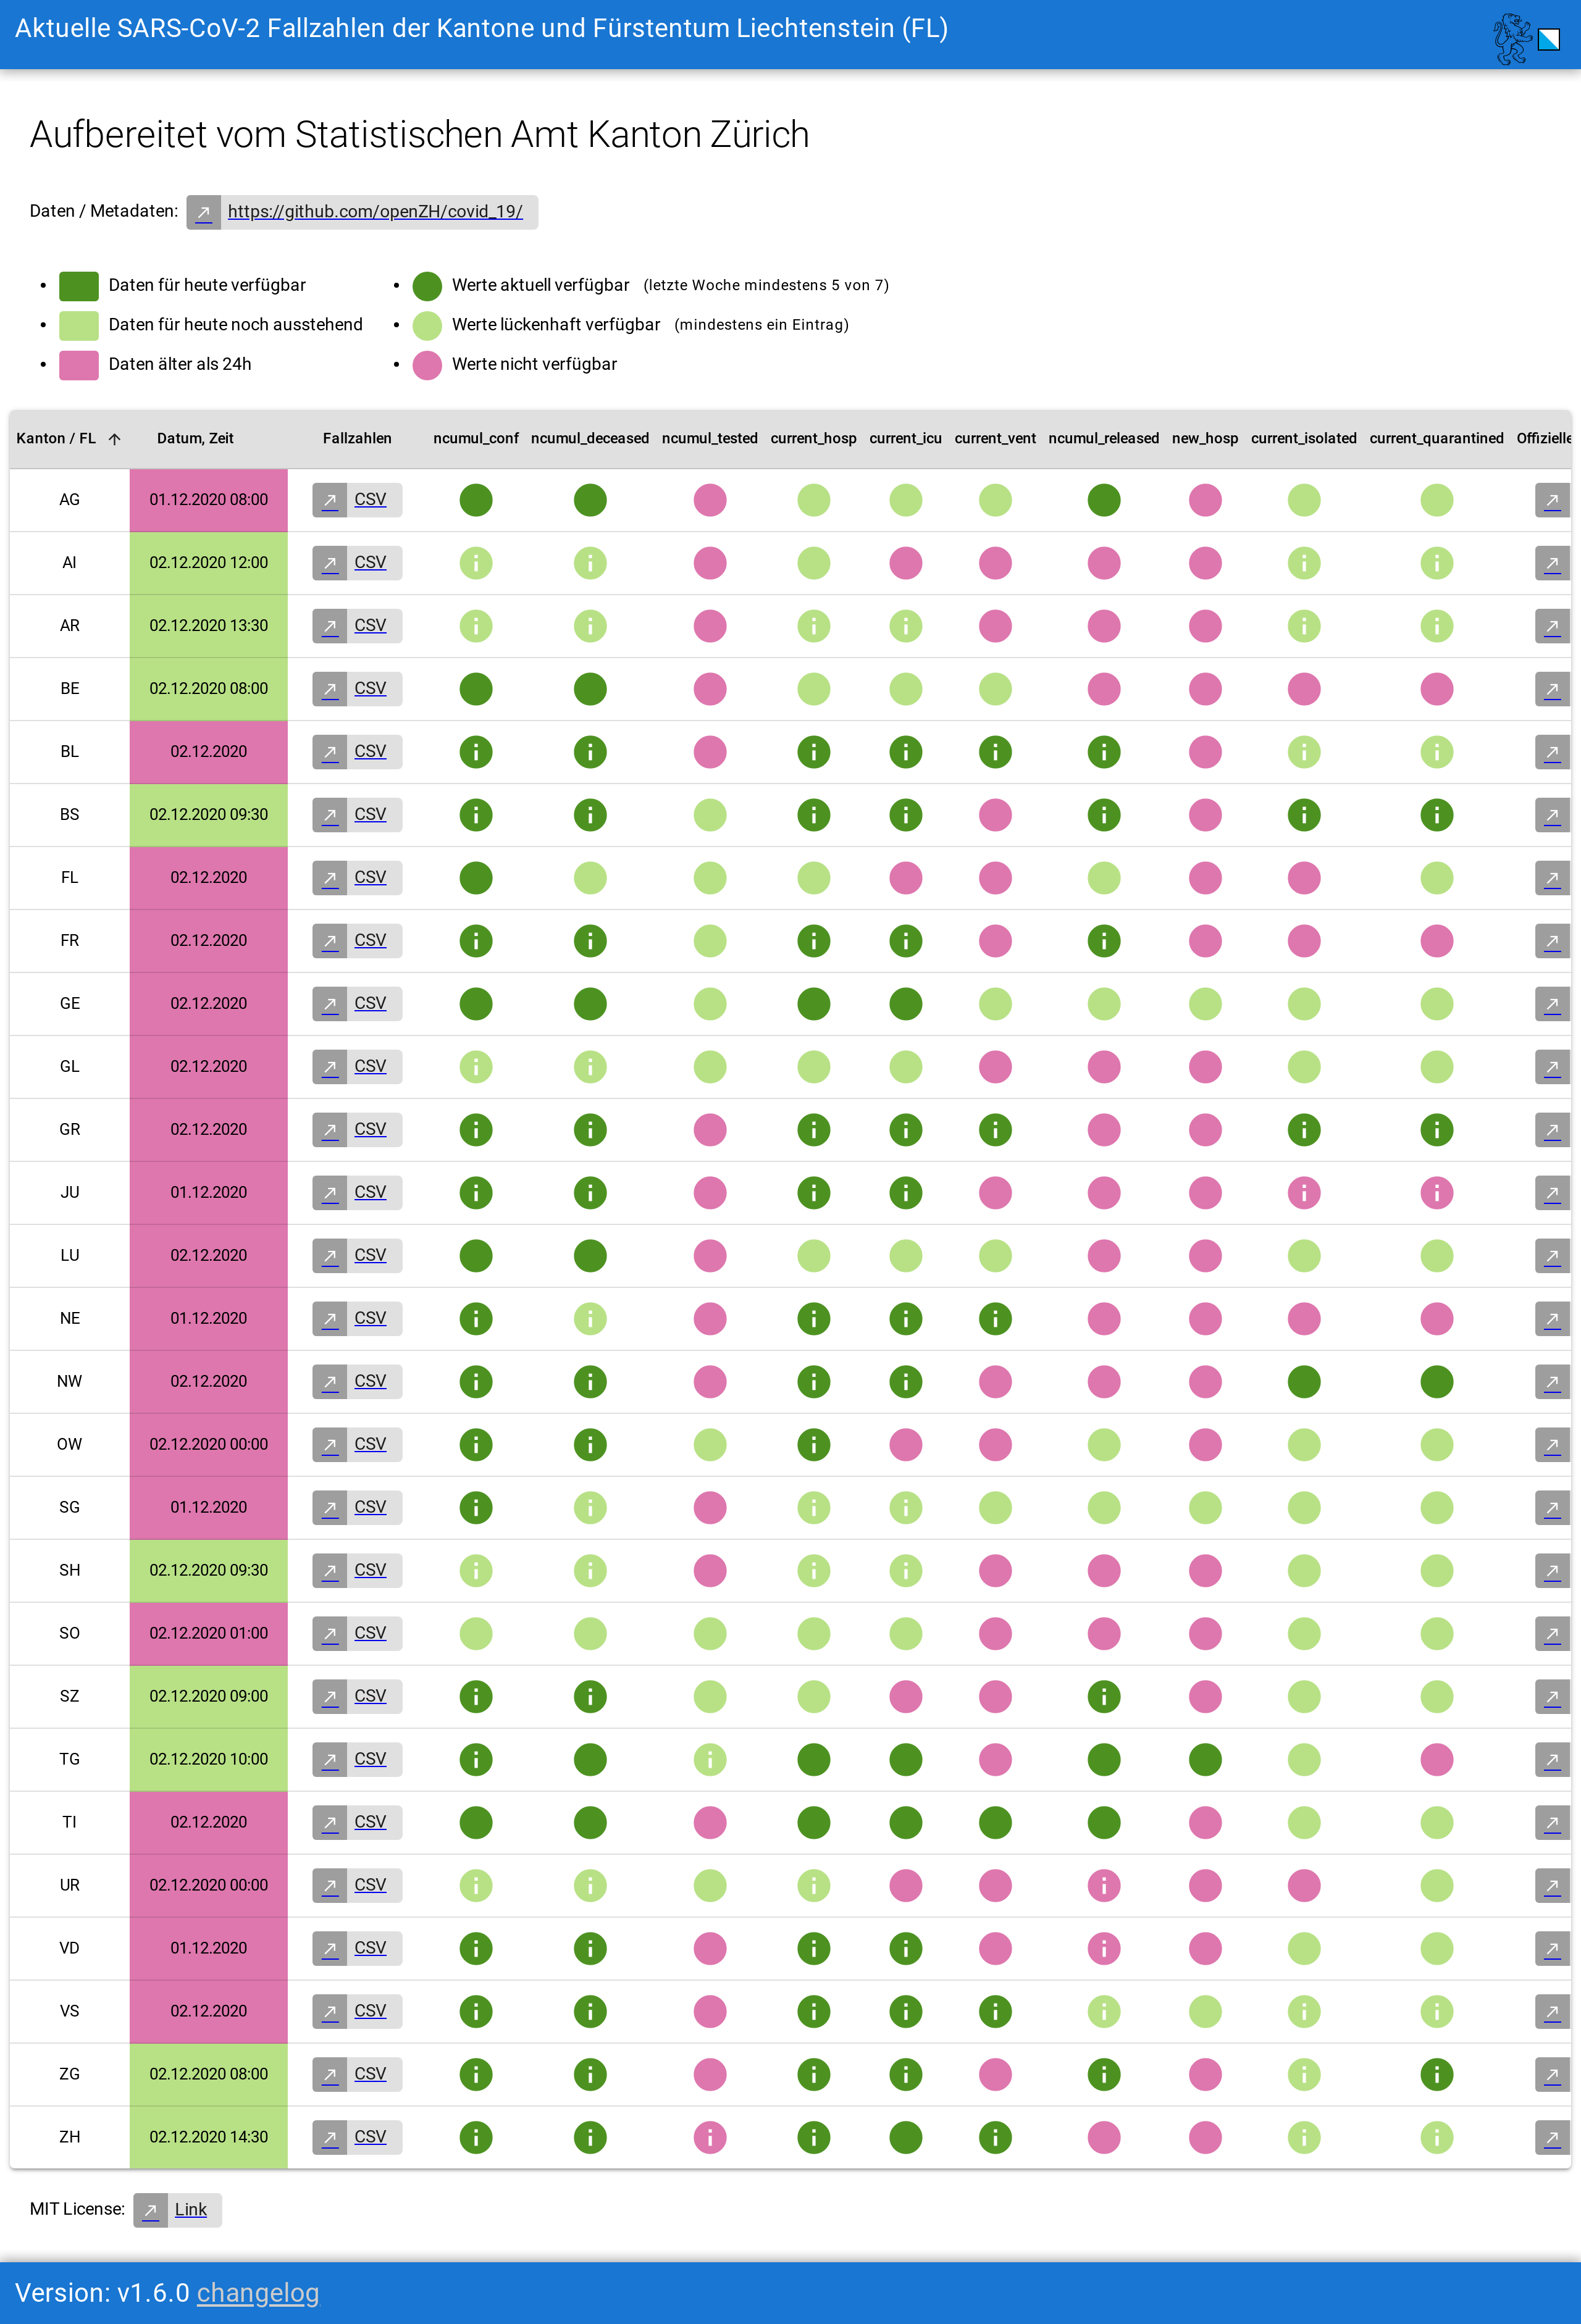 Aktuelle SARS-CoV-2 Fallzahlen der Kantone und Fürstentum Liechtenstein (FL)
Aufbereitet vom Statistischen Amt Kanton Zürich
Daten / Metadaten: https://github.com/openZH/covid_19/
Daten für heute verfügbar Werte aktuell verfügbar (letzte Woche mindestens 5 von 7)
Daten für heute noch ausstehend Werte lückenhaft verfügbar (mindestens ein Eintrag)
Daten älter als 24h Werte nicht verfügbar
Kanton / FL Datum, Zeit Fallzahlen ncumul_conf ncumul_deceased ncumul_tested current_hosp current_icu current_vent ncumul_released new_hosp current_isolated current_quarantined Offizielle
AG 01.12.2020 08:00 CSV
AI 02.12.2020 12:00 CSV
AR 02.12.2020 13:30 CSV
BE 02.12.2020 08:00 CSV
BL 02.12.2020 CSV
BS 02.12.2020 09:30 CSV
FL 02.12.2020 CSV
FR 02.12.2020 CSV
GE 02.12.2020 CSV
GL 02.12.2020 CSV
GR 02.12.2020 CSV
JU 01.12.2020 CSV
LU 02.12.2020 CSV
NE 01.12.2020 CSV
NW 02.12.2020 CSV
OW 02.12.2020 00:00 CSV
SG 01.12.2020 CSV
SH 02.12.2020 09:30 CSV
SO 02.12.2020 01:00 CSV
SZ 02.12.2020 09:00 CSV
TG 02.12.2020 10:00 CSV
TI 02.12.2020 CSV
UR 02.12.2020 00:00 CSV
VD 01.12.2020 CSV
VS 02.12.2020 CSV
ZG 02.12.2020 08:00 CSV
ZH 02.12.2020 14:30 CSV
MIT License: Link
Version: v1.6.0 changelog